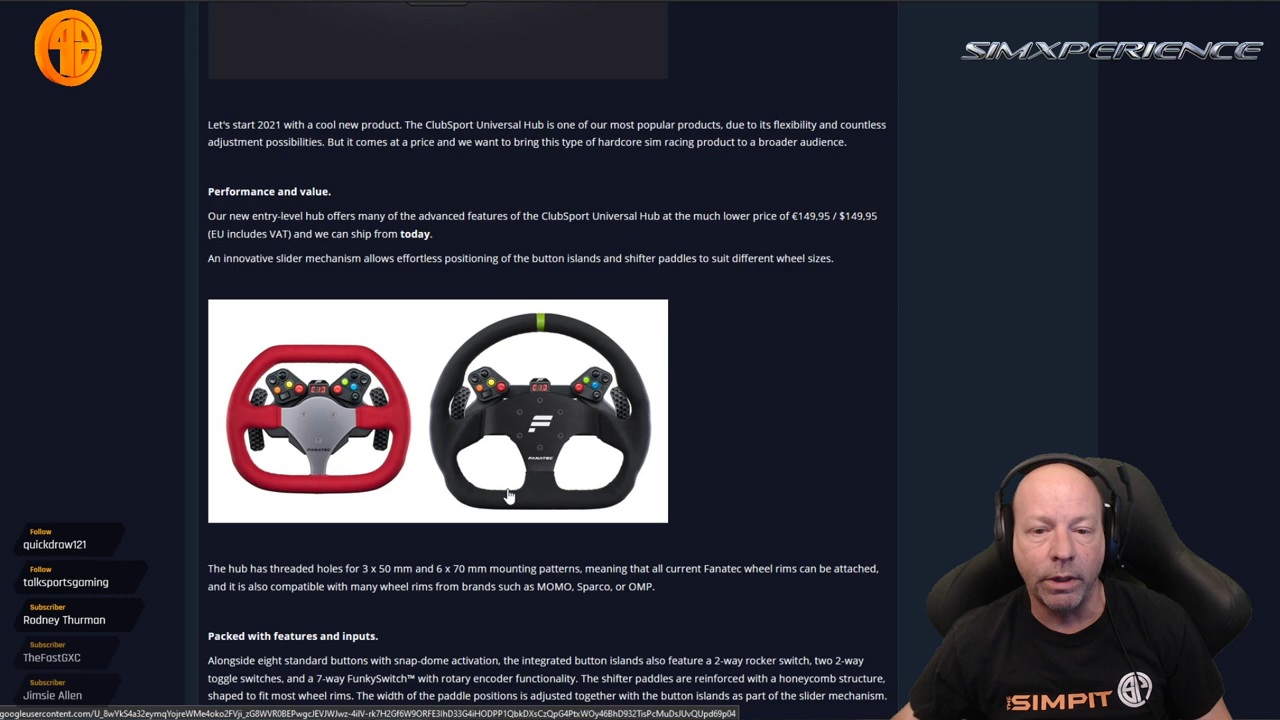 SIMXPERIENCE
Let's start 2021 with a cool new product. The ClubSport Universal Hub is one of our most popular products, due to its flexibility and countless
adjustment possibilities. But it comes at a price and we want to bring this type of hardcore sim racing product to a broader audience.
Performance and value.
Our new entry-level hub offers many of the advanced features of the ClubSport Universal Hub at the much lower price of €149,95 / $149,95
(EU includes VAT) and we can ship from today.
An innovative slider mechanism allows effortless positioning of the button islands and shifter paddles to suit different wheel sizes.
FANATEC
FANATEC
The hub has threaded holes for 3 x 50 mm and 6 x 70 mm mounting patterns, meaning that all current Fanatec wheel rims can be attached,
and it is also compatible with many wheel rims from brands such as MOMO, Sparco, or OMP.
Packed with features and inputs.
Alongside eight standard buttons with snap-dome activation, the integrated button islands also feature a 2-way rocker switch, two 2-way
toggle switches, and a 7-way FunkySwitch™ with rotary encoder functionality. The shifter paddles are reinforced with a honeycomb structure,
shaped to fit most wheel rims. The width of the paddle positions is adjusted together with the button islands as part of the slider mechanism.
Follow
quickdraw121
Follow
talksportsgaming
Subscriber
Rodney Thurman
Subscriber
TheFastGXC
Subscriber
Jimsie Allen
THE SIMPIT